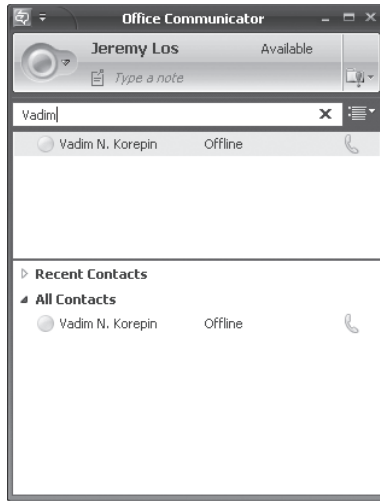 Office Communicator
Jeremy Los Available
Type a note
Vadim
Vadim N. Korepin Offline
Recent Contacts
All Contacts
Vadim N. Korepin Offline